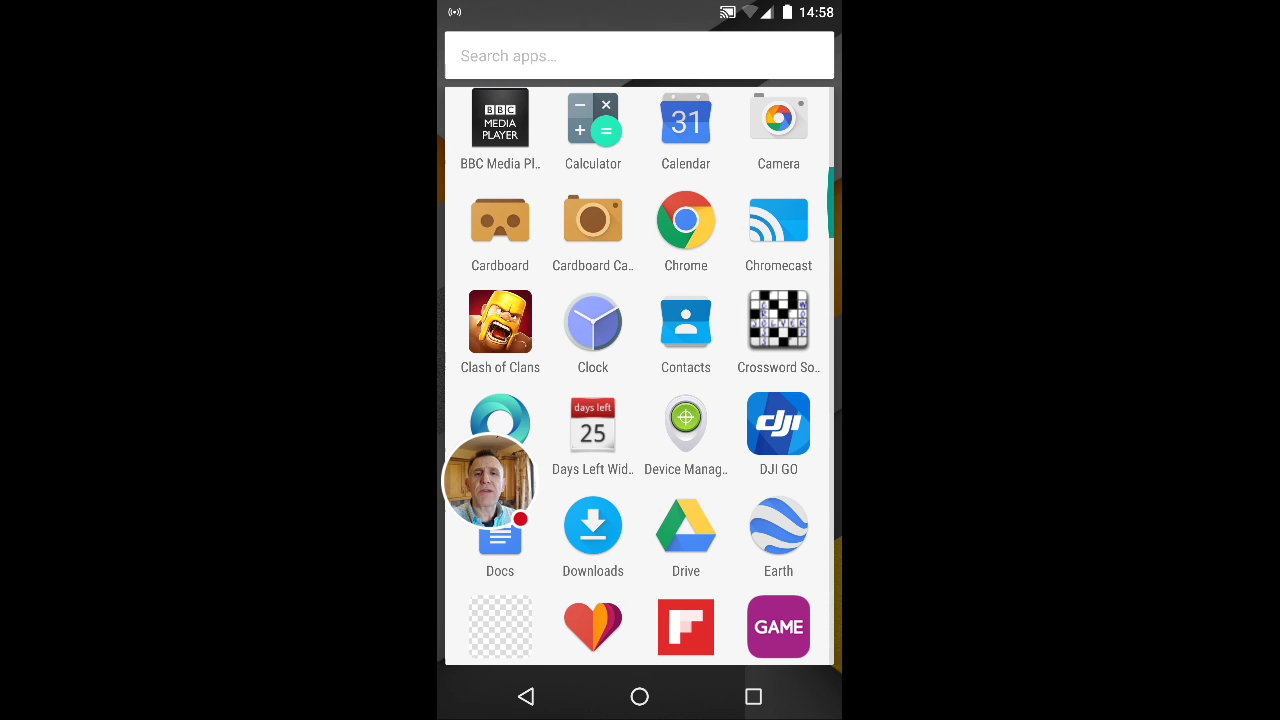 14:58
Search apps...
BBC
MEDIA
PLAYER
31
BBC Media Pl..
Calculator
Calendar
Camera
Cardboard
Cardboard Ca..
Chrome
Chromecast
Clash of Clans
Clock
Contacts
Crossword So..
days left
25
dji
Days Left Wid..
Device Manag..
DJI GO
Docs
Downloads
Drive
Earth
GAME